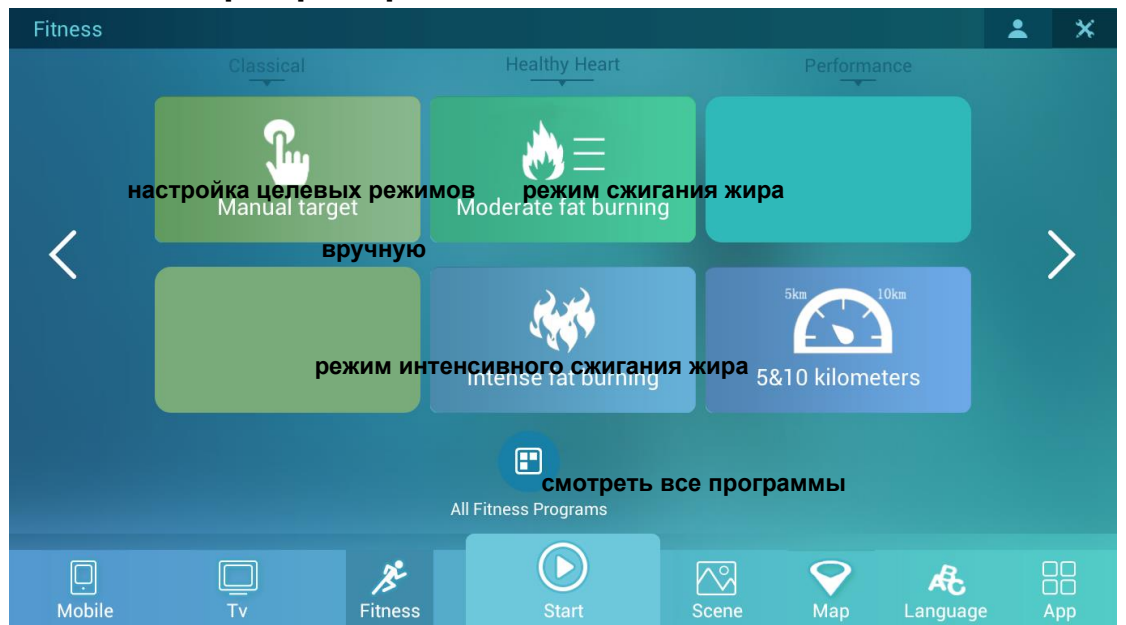 Fitness
Classical
Healthy Heart
Performance
настройка целевых режимов
режим сжигания жира
Manual target
Moderate fat burning
вручную
5km
10km
режим интенсивного сжигания жира
Intense fat burning
5&10 kilometers
смотреть все программы
All Fitness Programs
Mobile
Tv
Fitness
Start
Scene
Map
ABC
Language
App